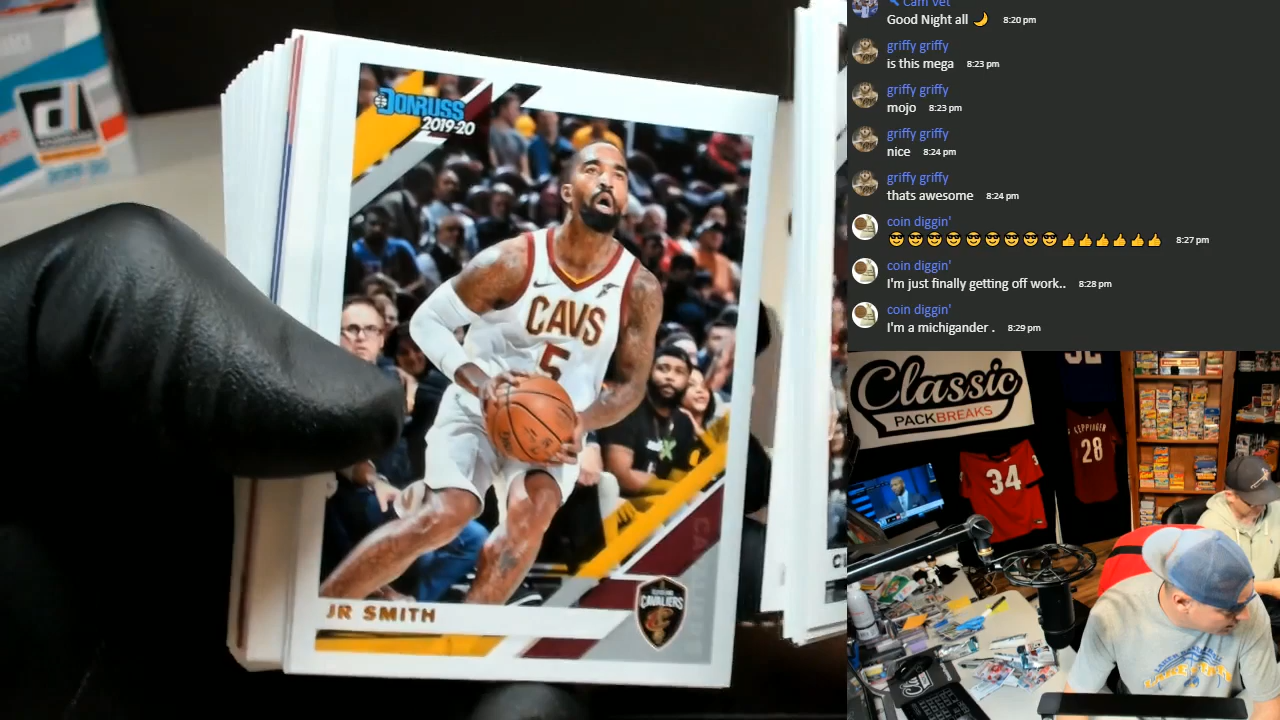 DONRUSS
2019-20
CAVS
5
JR SMITH
CAVALIERS
d
Cam Vet
Good Night all 🌙 8:20 pm
griffy griffy
is this mega 8:23 pm
griffy griffy
mojo 8:23 pm
griffy griffy
nice 8:24 pm
griffy griffy
thats awesome 8:24 pm
coin diggin'
😎😎😎😎😎😎😎😎😎👍👍👍👍👍👍 8:27 pm
coin diggin'
I'm just finally getting off work.. 8:28 pm
coin diggin'
I'm a michigander . 8:29 pm
Classic
PACKBREAKS
34
KEPPINGER
28